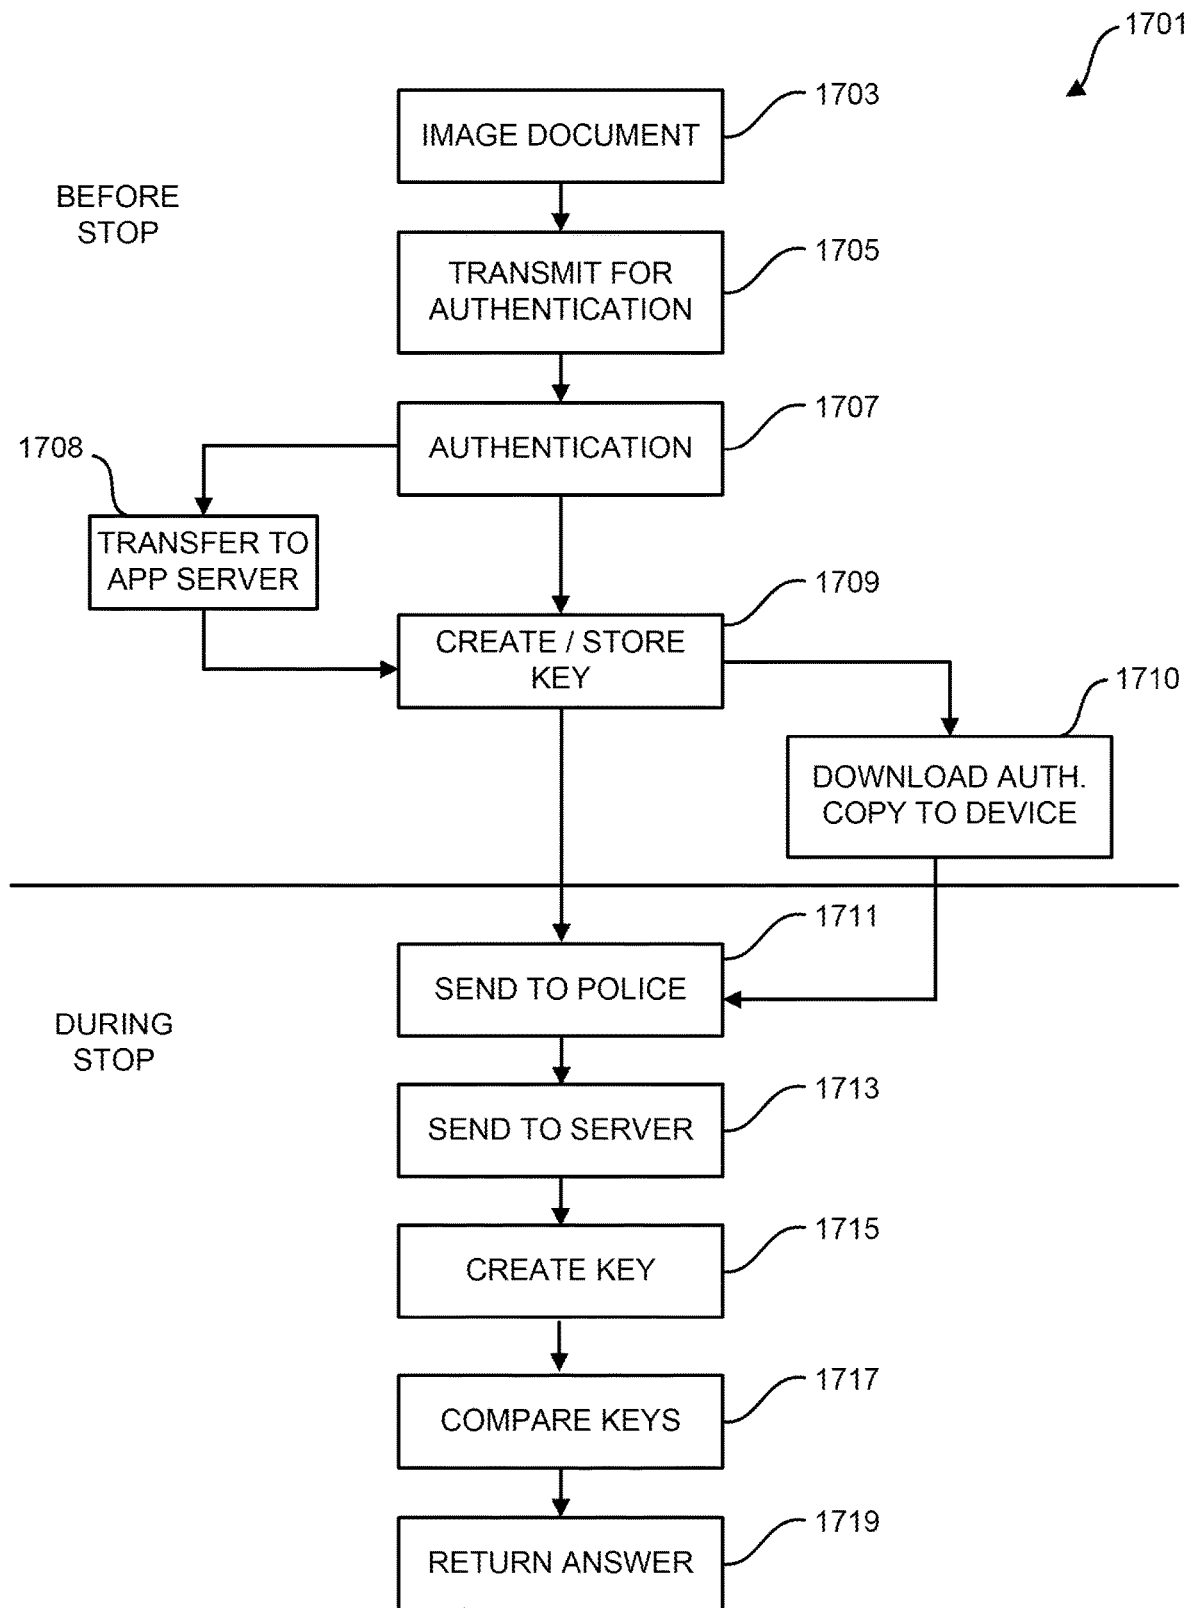 1701
1703
IMAGE DOCUMENT
BEFORE
STOP
1705
TRANSMIT FOR
AUTHENTICATION
1707
AUTHENTICATION
1708
TRANSFER TO
APP SERVER
1709
CREATE / STORE
KEY
1710
DOWNLOAD AUTH.
COPY TO DEVICE
1711
SEND TO POLICE
DURING
STOP
1713
SEND TO SERVER
1715
CREATE KEY
1717
COMPARE KEYS
1719
RETURN ANSWER